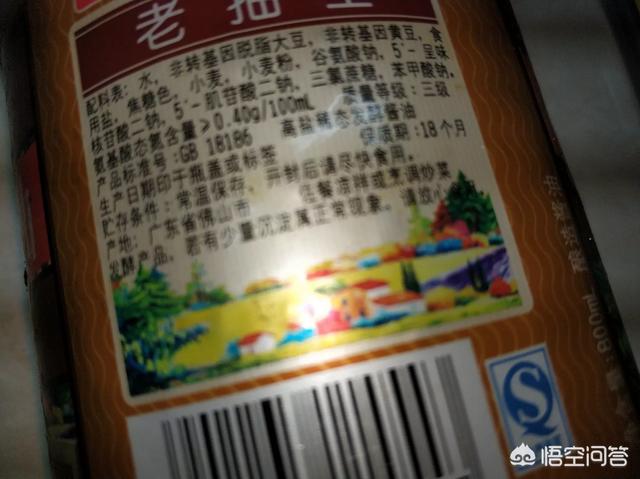 老抽王
配料表：水，非转基因脱脂大豆，非转基因黄豆，食
用盐，焦糖色，小麦，小麦粉，谷氨酸钠，5'-呈味
核苷酸二钠，5'-肌苷酸二钠，三氯蔗糖，苯甲酸钠。
氨基酸态氮含量≥0.40g/100mL 质量等级：三级
产品标准号：GB 18186 高盐稀态发酵酱油
生产日期印于瓶盖或标签 保质期：18个月
贮存条件：常温保存，开封后请尽快食用。
产地：广东省佛山市 佐餐凉拌或烹调炒菜
发酵产品，若有少量沉淀属正常现象，请放心
酿造酱油
含量：800mL
悟空问答